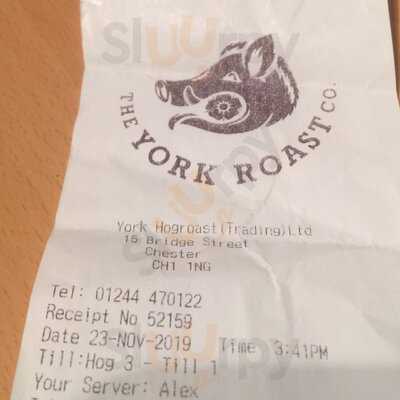 THE YORK ROAST CO.
York Hogroast(Trading)Ltd
15 Bridge Street
Chester
CH1 1NG
Tel: 01244 470122
Receipt No 52159
Date 23-NOV-2019 Time 3:41PM
Till:Hog 3 - Till 1
Your Server: Alex